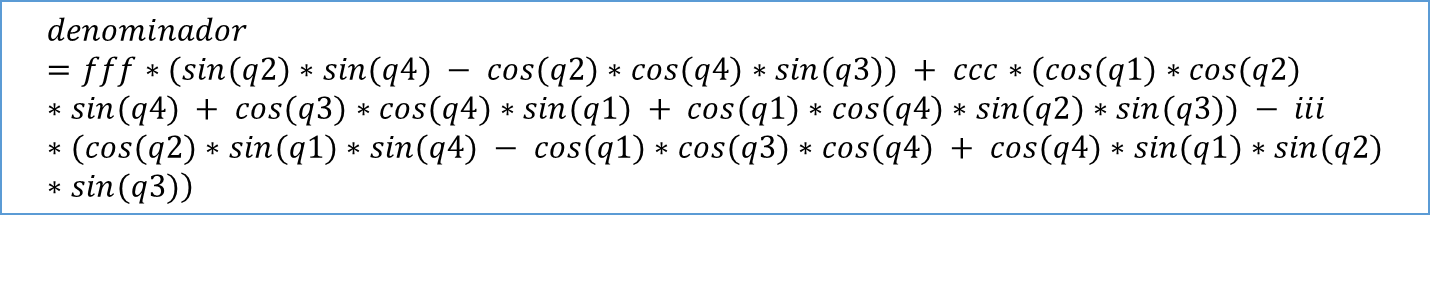 denominador
= fff * (sin(q2) * sin(q4) − cos(q2) * cos(q4) * sin(q3)) + ccc * (cos(q1) * cos(q2)
* sin(q4) + cos(q3) * cos(q4) * sin(q1) + cos(q1) * cos(q4) * sin(q2) * sin(q3)) − iii
* (cos(q2) * sin(q1) * sin(q4) − cos(q1) * cos(q3) * cos(q4) + cos(q4) * sin(q1) * sin(q2)
* sin(q3))